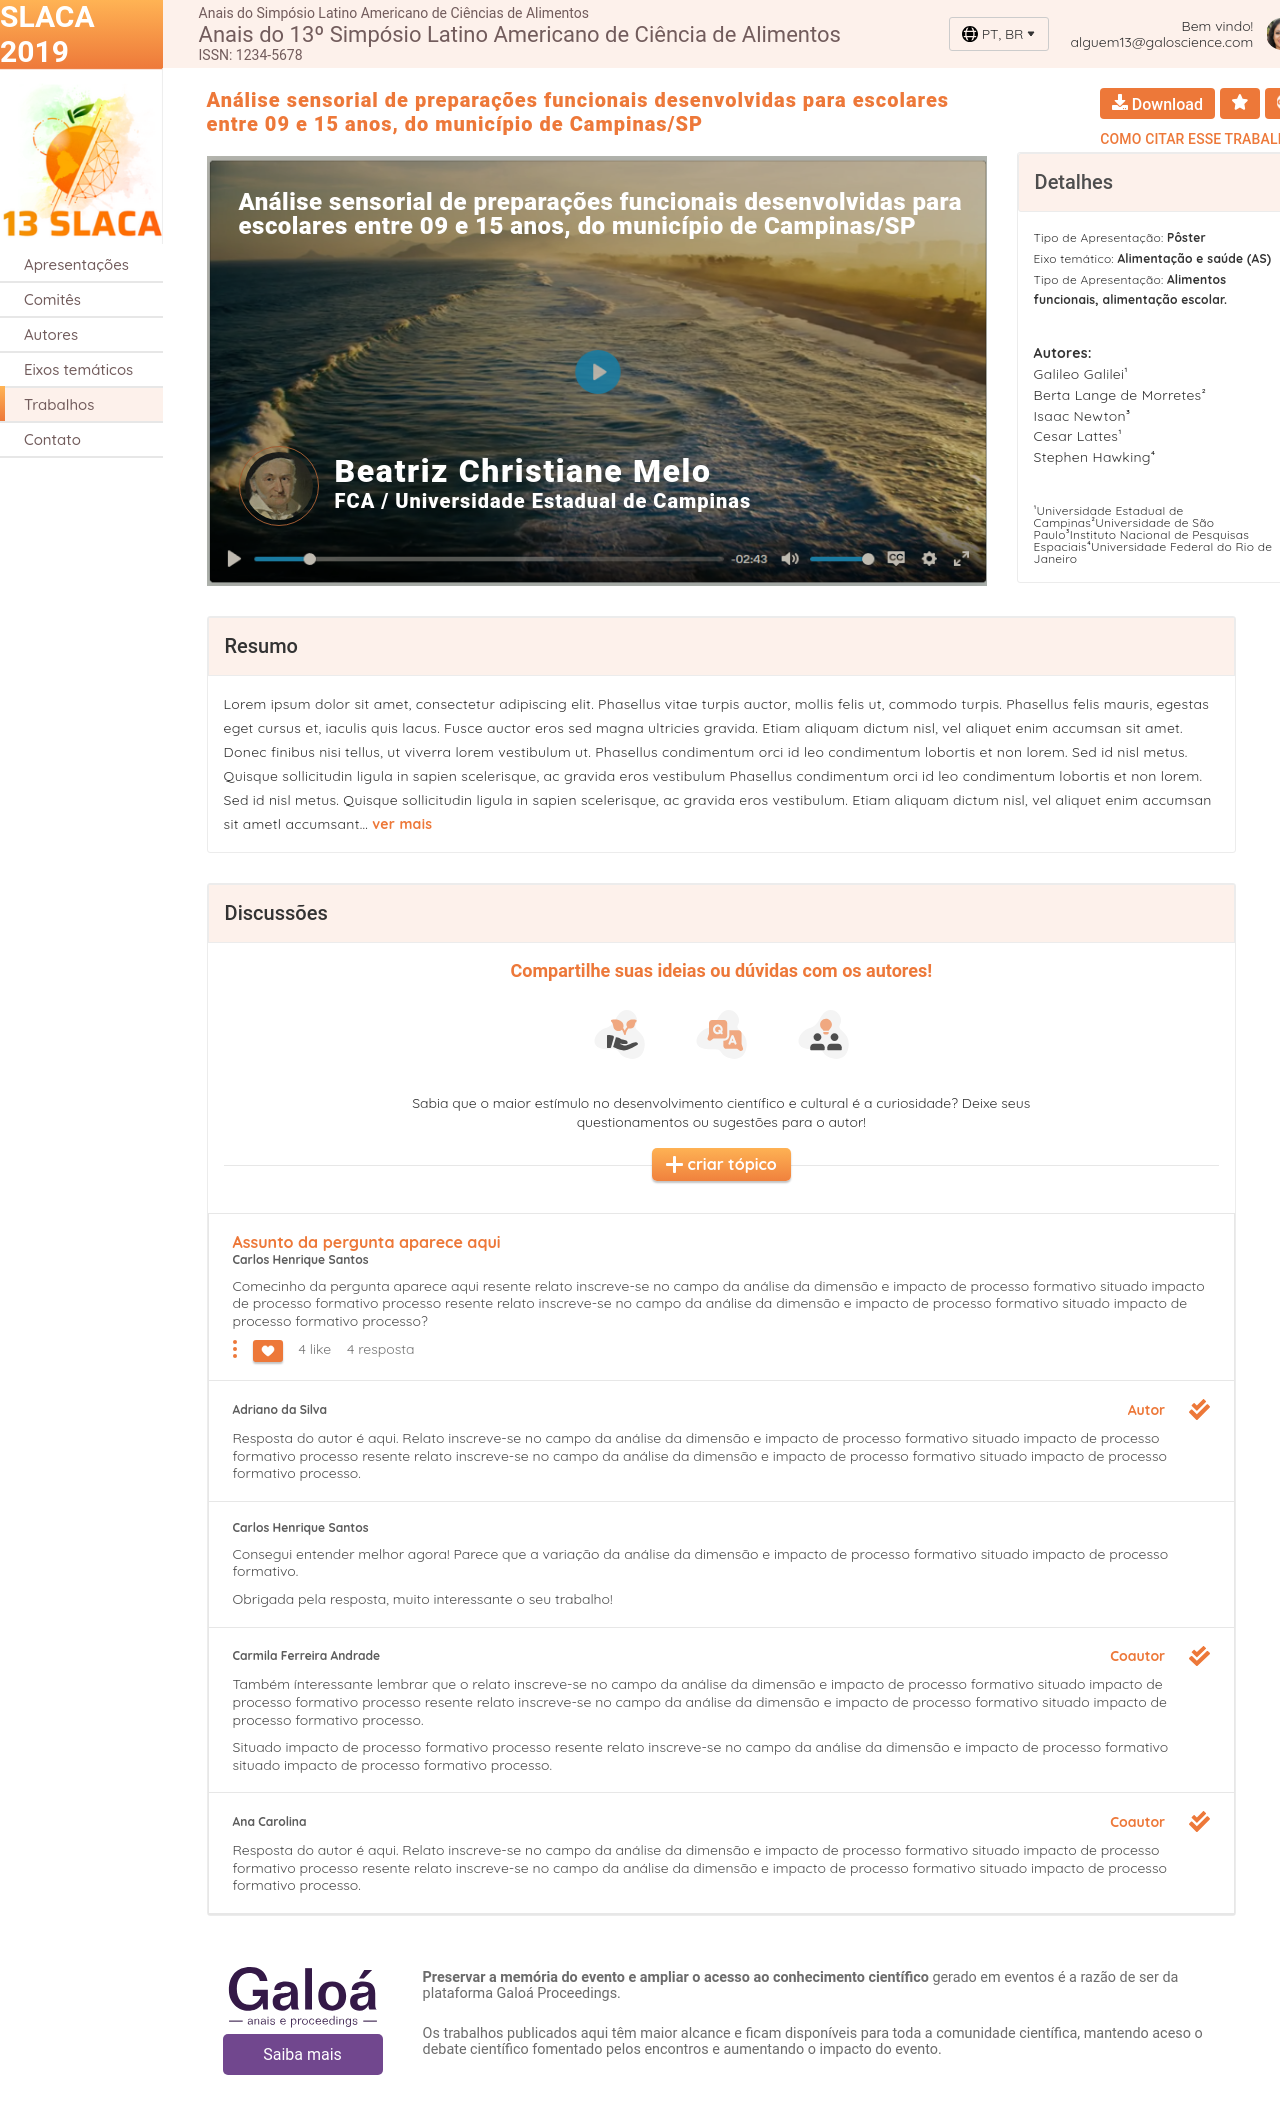 SLACA
2019
Anais do Simpósio Latino Americano de Ciências de Alimentos
Anais do 13º Simpósio Latino Americano de Ciência de Alimentos
ISSN: 1234-5678
PT, BR
Bem vindo!
alguem13@galoscience.com
13 SLACA
Apresentações
Comitês
Autores
Eixos temáticos
Trabalhos
Contato
Análise sensorial de preparações funcionais desenvolvidas para escolares
entre 09 e 15 anos, do município de Campinas/SP
Download
COMO CITAR ESSE TRABAL
Análise sensorial de preparações funcionais desenvolvidas para
escolares entre 09 e 15 anos, do município de Campinas/SP
Beatriz Christiane Melo
FCA / Universidade Estadual de Campinas
-02:43
CC
Detalhes
Tipo de Apresentação: Pôster
Eixo temático: Alimentação e saúde (AS)
Tipo de Apresentação: Alimentos
funcionais, alimentação escolar.
Autores:
Galileo Galilei¹
Berta Lange de Morretes²
Isaac Newton³
Cesar Lattes¹
Stephen Hawking⁴
¹Universidade Estadual de
Campinas²Universidade de São
Paulo³Instituto Nacional de Pesquisas
Espaciais⁴Universidade Federal do Rio de
Janeiro
Resumo
Lorem ipsum dolor sit amet, consectetur adipiscing elit. Phasellus vitae turpis auctor, mollis felis ut, commodo turpis. Phasellus felis mauris, egestas
eget cursus et, iaculis quis lacus. Fusce auctor eros sed magna ultricies gravida. Etiam aliquam dictum nisl, vel aliquet enim accumsan sit amet.
Donec finibus nisi tellus, ut viverra lorem vestibulum ut. Phasellus condimentum orci id leo condimentum lobortis et non lorem. Sed id nisl metus.
Quisque sollicitudin ligula in sapien scelerisque, ac gravida eros vestibulum Phasellus condimentum orci id leo condimentum lobortis et non lorem.
Sed id nisl metus. Quisque sollicitudin ligula in sapien scelerisque, ac gravida eros vestibulum. Etiam aliquam dictum nisl, vel aliquet enim accumsan
sit ametl accumsant... ver mais
Discussões
Compartilhe suas ideias ou dúvidas com os autores!
Q
A
Sabia que o maior estímulo no desenvolvimento científico e cultural é a curiosidade? Deixe seus
questionamentos ou sugestões para o autor!
criar tópico
Assunto da pergunta aparece aqui
Carlos Henrique Santos
Comecinho da pergunta aparece aqui resente relato inscreve-se no campo da análise da dimensão e impacto de processo formativo situado impacto
de processo formativo processo resente relato inscreve-se no campo da análise da dimensão e impacto de processo formativo situado impacto de
processo formativo processo?
4 like 4 resposta
Adriano da Silva
Autor
Resposta do autor é aqui. Relato inscreve-se no campo da análise da dimensão e impacto de processo formativo situado impacto de processo
formativo processo resente relato inscreve-se no campo da análise da dimensão e impacto de processo formativo situado impacto de processo
formativo processo.
Carlos Henrique Santos
Consegui entender melhor agora! Parece que a variação da análise da dimensão e impacto de processo formativo situado impacto de processo
formativo.
Obrigada pela resposta, muito interessante o seu trabalho!
Carmila Ferreira Andrade
Coautor
Também ínteressante lembrar que o relato inscreve-se no campo da análise da dimensão e impacto de processo formativo situado impacto de
processo formativo processo resente relato inscreve-se no campo da análise da dimensão e impacto de processo formativo situado impacto de
processo formativo processo.
Situado impacto de processo formativo processo resente relato inscreve-se no campo da análise da dimensão e impacto de processo formativo
situado impacto de processo formativo processo.
Ana Carolina
Coautor
Resposta do autor é aqui. Relato inscreve-se no campo da análise da dimensão e impacto de processo formativo situado impacto de processo
formativo processo resente relato inscreve-se no campo da análise da dimensão e impacto de processo formativo situado impacto de processo
formativo processo.
Galoá
anais e proceedings
Saiba mais
Preservar a memória do evento e ampliar o acesso ao conhecimento científico gerado em eventos é a razão de ser da
plataforma Galoá Proceedings.
Os trabalhos publicados aqui têm maior alcance e ficam disponíveis para toda a comunidade científica, mantendo aceso o
debate científico fomentado pelos encontros e aumentando o impacto do evento.